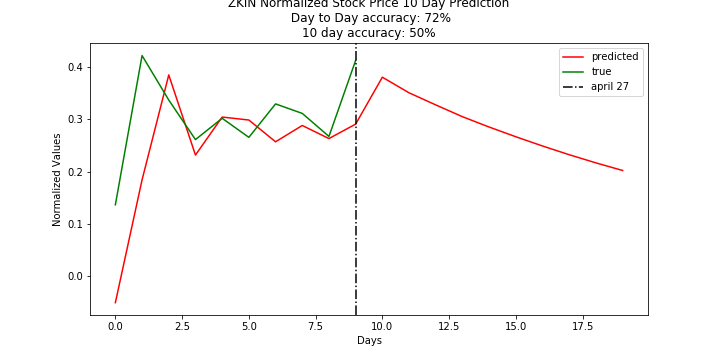 ZKIN Normalized Stock Price 10 Day Prediction
Day to Day accuracy: 72%
10 day accuracy: 50%
predicted
true
april 27
0.4
0.3
0.2
0.1
0.0
Normalized Values
0.0 2.5 5.0 7.5 10.0 12.5 15.0 17.5
Days